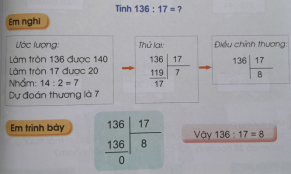 Tính 136 : 17 = ?
Em nghĩ
Ước lượng:
Làm tròn 136 được 140
Làm tròn 17 được 20
Nhẩm: 14 : 2 = 7
Dự đoán thương là 7
Thử lại:
136 17
119 7
17
Điều chỉnh thương:
136 17
8
Em trình bày
136 17
136 8
0
Vậy 136 : 17 = 8